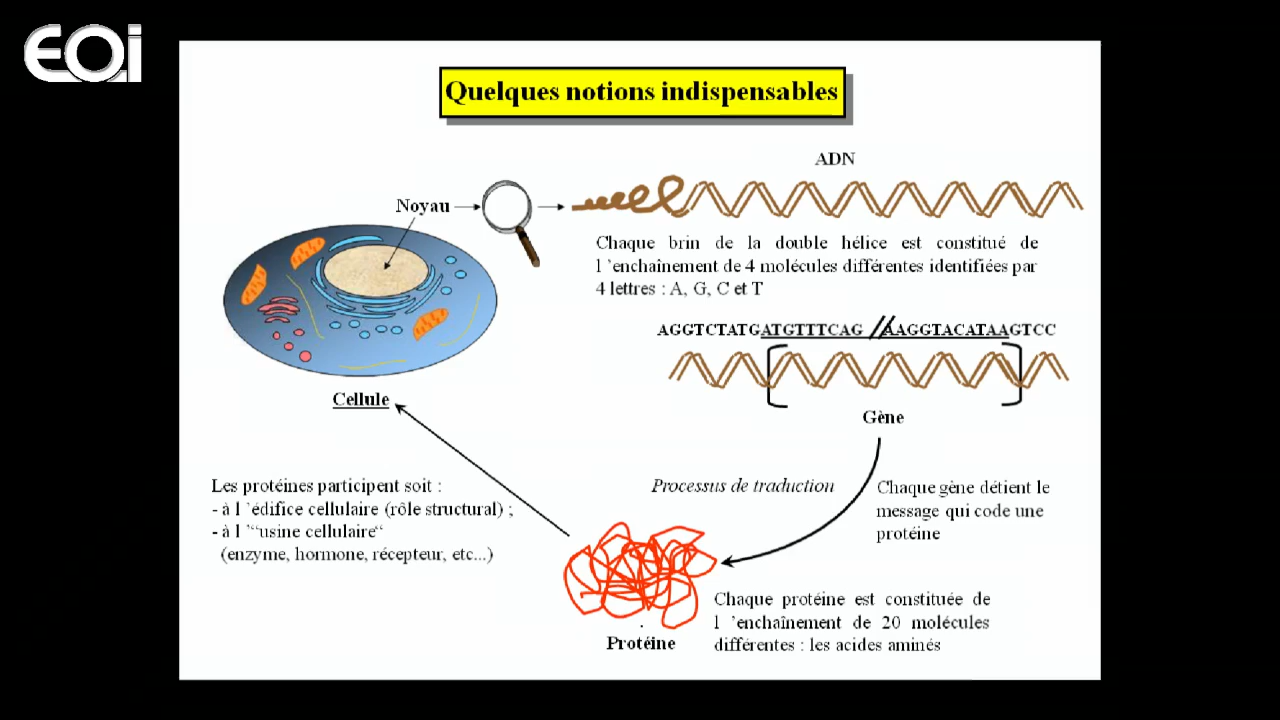 EOi
Quelques notions indispensables
ADN
Noyau
Chaque brin de la double hélice est constitué de
l ’enchaînement de 4 molécules différentes identifiées par
4 lettres : A, G, C et T
AGGTCTATGATGTTTCAG //AAGGTACATAAGTCC
Cellule
Gène
Les protéines participent soit :
- à l ’édifice cellulaire (rôle structural) ;
- à l ’“usine cellulaire“
(enzyme, hormone, récepteur, etc...)
Processus de traduction
Chaque gène détient le
message qui code une
protéine
Chaque protéine est constituée de
l ’enchaînement de 20 molécules
différentes : les acides aminés
Protéine